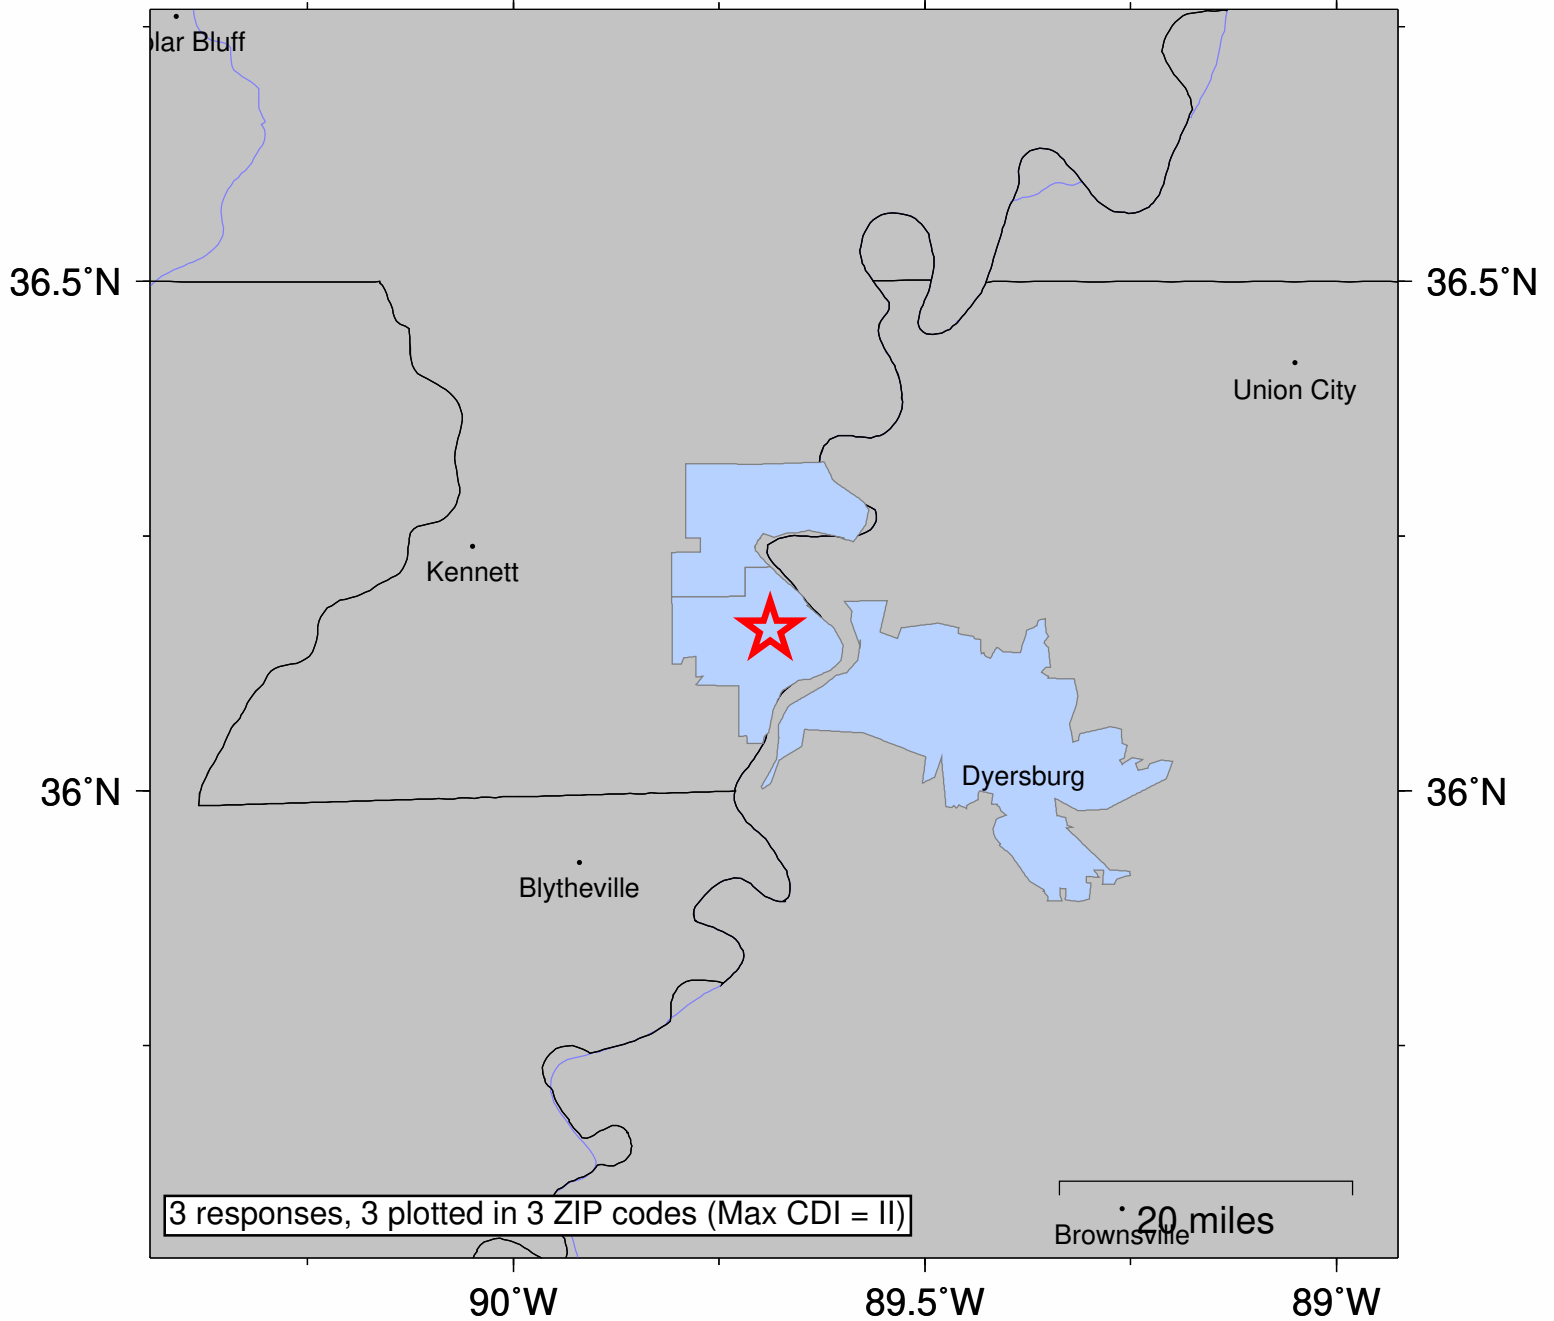 lar Bluff
36.5°N
36.5°N
Union City
Kennett
Dyersburg
36°N
36°N
Blytheville
3 responses, 3 plotted in 3 ZIP codes (Max CDI = II)
20 miles
Brownsville
90°W
89.5°W
89°W